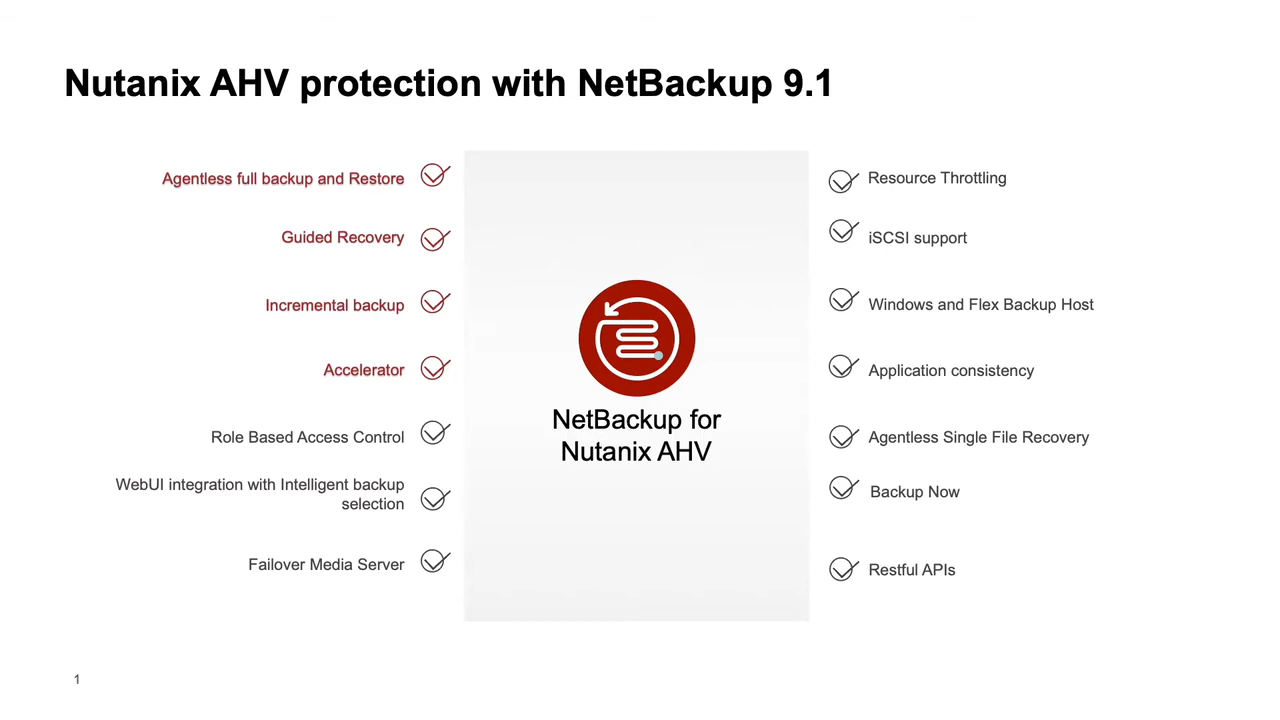 Nutanix AHV protection with NetBackup 9.1
Agentless full backup and Restore
Guided Recovery
Incremental backup
Accelerator
Role Based Access Control
WebUI integration with Intelligent backup
selection
Failover Media Server
NetBackup for
Nutanix AHV
Resource Throttling
iSCSI support
Windows and Flex Backup Host
Application consistency
Agentless Single File Recovery
Backup Now
Restful APIs
1